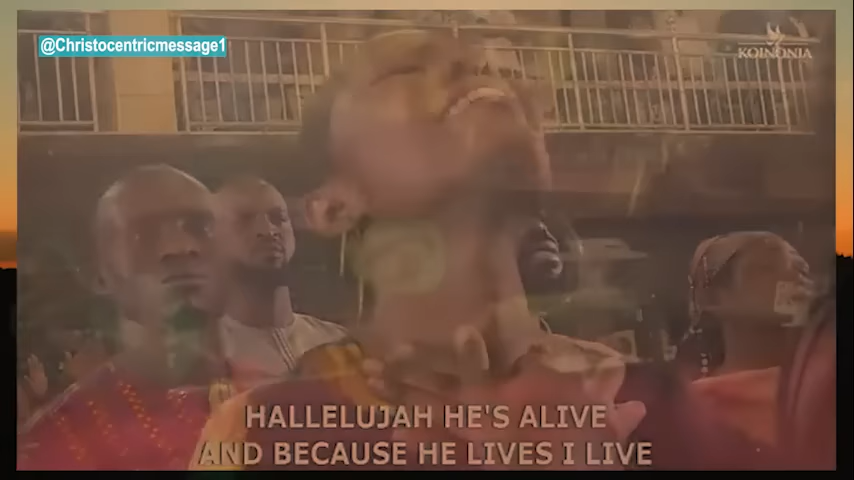 @Christocentricmessage1
KOINONIA
HALLELUJAH HE'S ALIVE
AND BECAUSE HE LIVES I LIVE